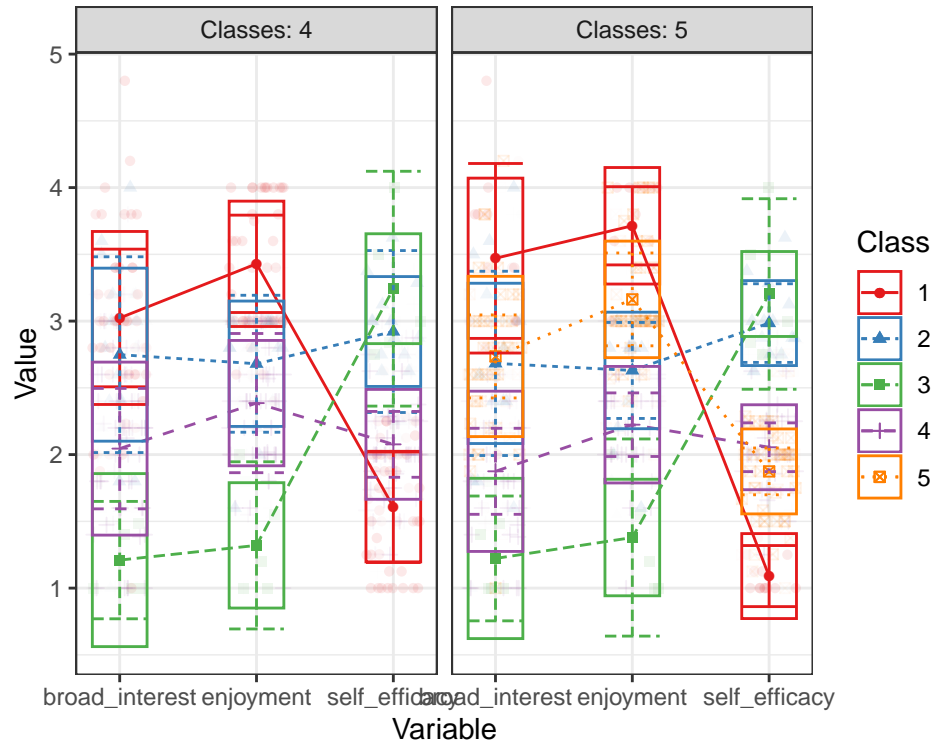 Classes: 4
Classes: 5
5
4
3
2
1
Value
broad_interest
enjoyment
self_efficacy
broad_interest
enjoyment
self_efficacy
Variable
Class
1
2
3
4
5